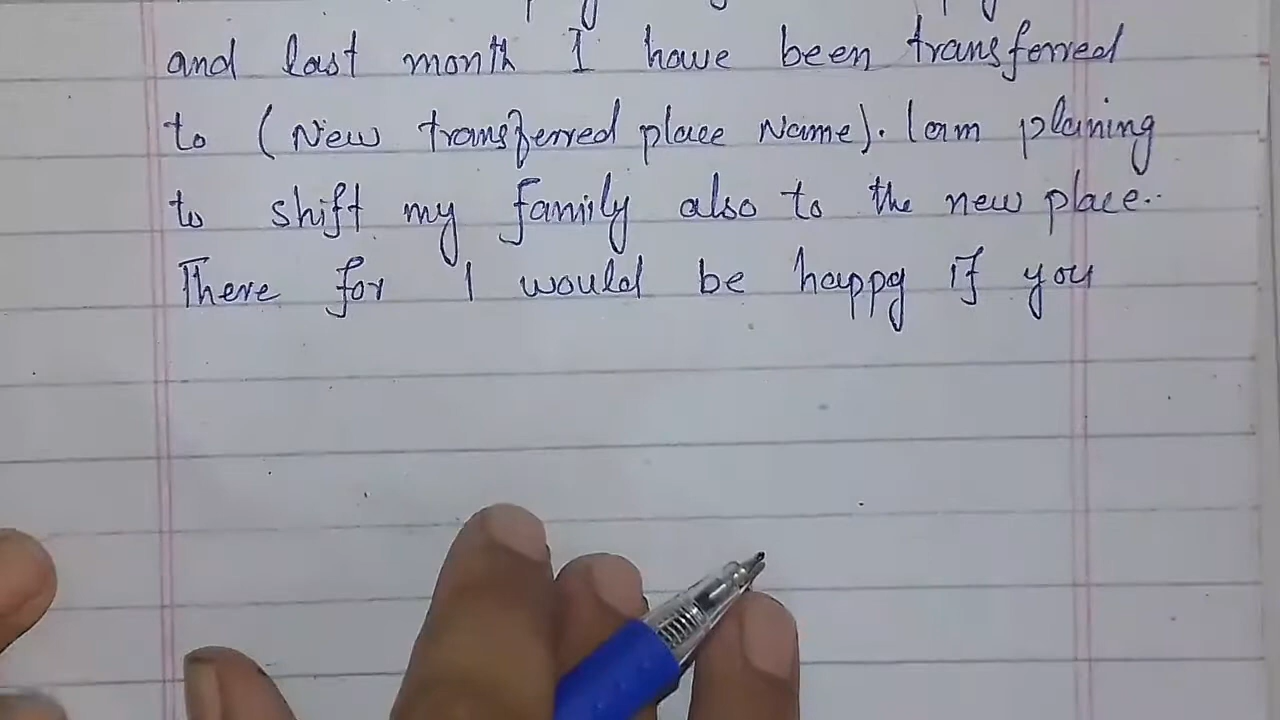 and last month I have been transferred
to (New transferred place Name). I am planing
to shift my family also to the new place..
There for I would be happy if you